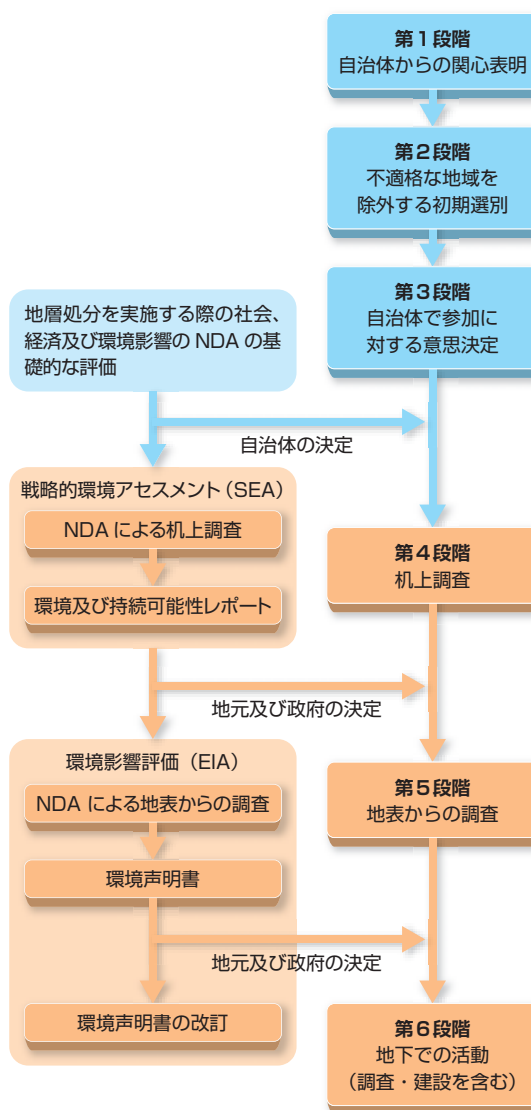 第1段階
自治体からの関心表明
第2段階
不適格な地域を
除外する初期選別
第3段階
自治体で参加に
対する意思決定
地層処分を実施する際の社会、
経済及び環境影響の NDA の基
礎的な評価
自治体の決定
戦略的環境アセスメント(SEA)
NDA による机上調査
環境及び持続可能性レポート
第4段階
机上調査
地元及び政府の決定
環境影響評価(EIA)
NDA による地表からの調査
環境声明書
第5段階
地表からの調査
地元及び政府の決定
環境声明書の改訂
第6段階
地下での活動
(調査・建設を含む)